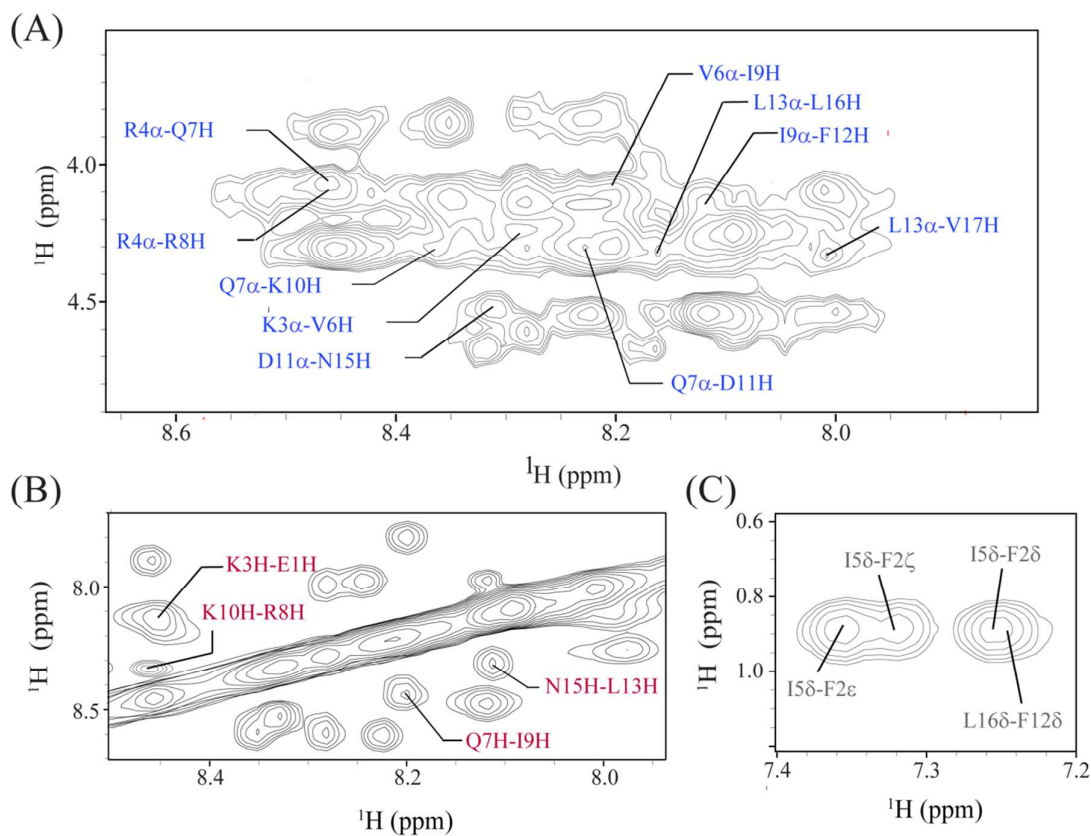 (A)
V6α-I9H
L13α-L16H
R4α-Q7H
I9α-F12H
4.0
¹H (ppm)
R4α-R8H
L13α-V17H
Q7α-K10H
4.5
K3α-V6H
D11α-N15H
Q7α-D11H
8.6
8.4
8.2
8.0
¹H (ppm)
(B)
(C)
0.6
K3H-E1H
I5δ-F2ζ
I5δ-F2δ
8.0
0.8
K10H-R8H
¹H (ppm)
¹H (ppm)
1.0
N15H-L13H
I5δ-F2ε
L16δ-F12δ
8.5
Q7H-I9H
8.4
8.2
8.0
7.4
7.3
7.2
¹H (ppm)
¹H (ppm)